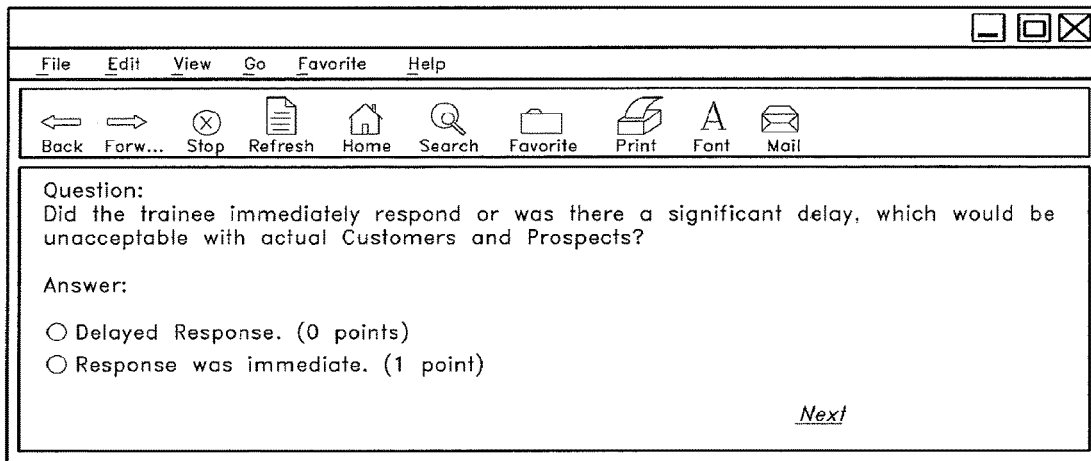 File Edit View Go Favorite Help
Back Forw... Stop Refresh Home Search Favorite Print Font Mail
Question:
Did the trainee immediately respond or was there a significant delay, which would be
unacceptable with actual Customers and Prospects?
Answer:
Delayed Response. (0 points)
Response was immediate. (1 point)
Next